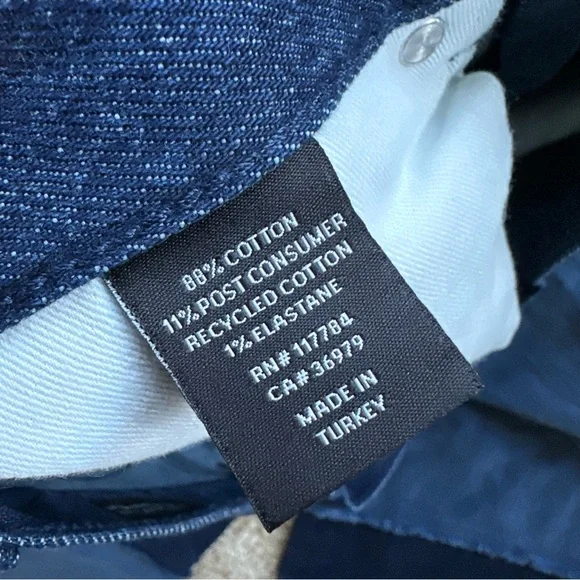 88% COTTON
11% POST CONSUMER
RECYCLED COTTON
1% ELASTANE
RN# 117784
CA# 36979
MADE IN
TURKEY